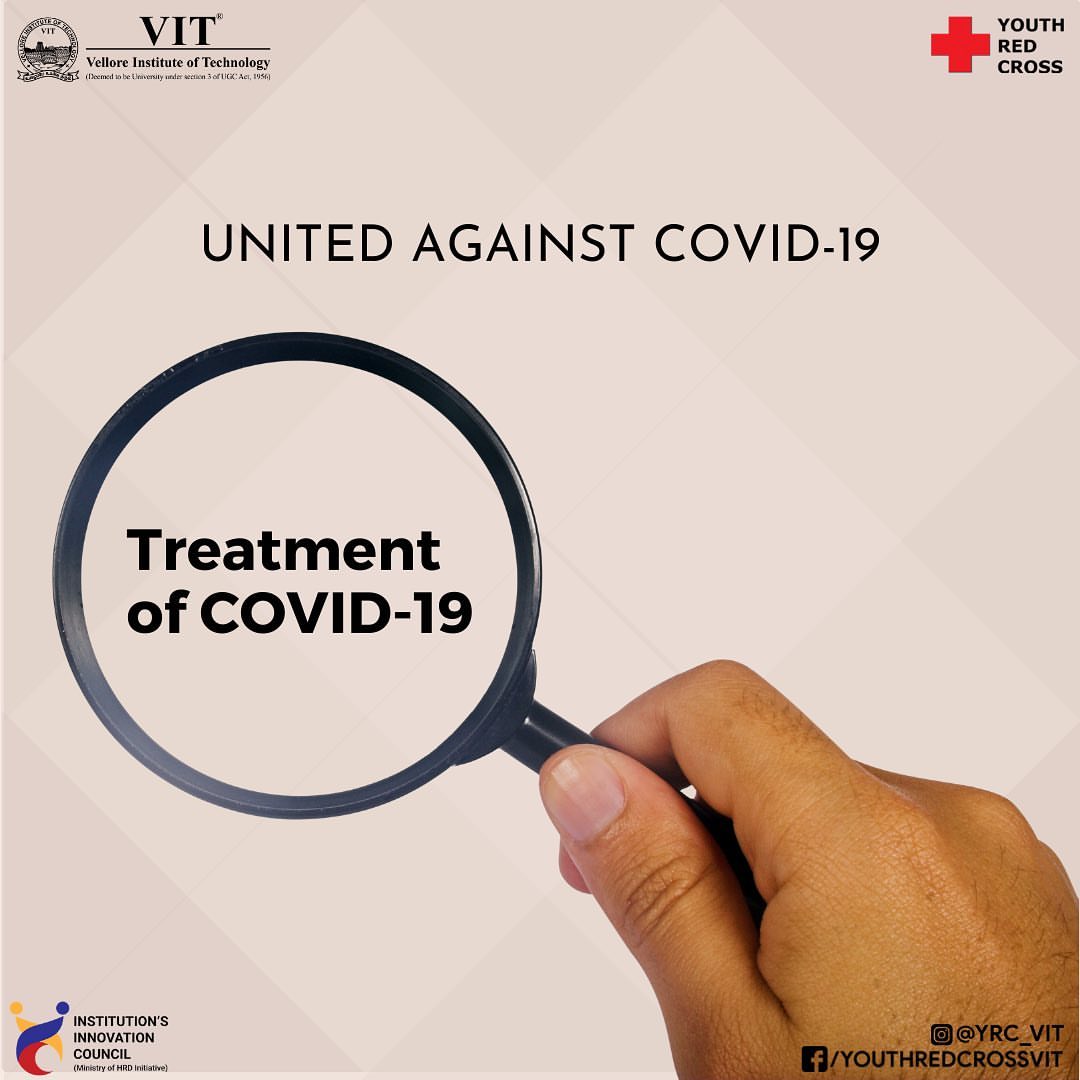 VIT®
Vellore Institute of Technology
(Deemed to be University under section 3 of UGC Act, 1956)
YOUTH
RED
CROSS
UNITED AGAINST COVID-19
Treatment
of COVID-19
INSTITUTION'S
INNOVATION
COUNCIL
(Ministry of HRD Initiative)
@YRC_VIT
/YOUTHREDCROSSVIT